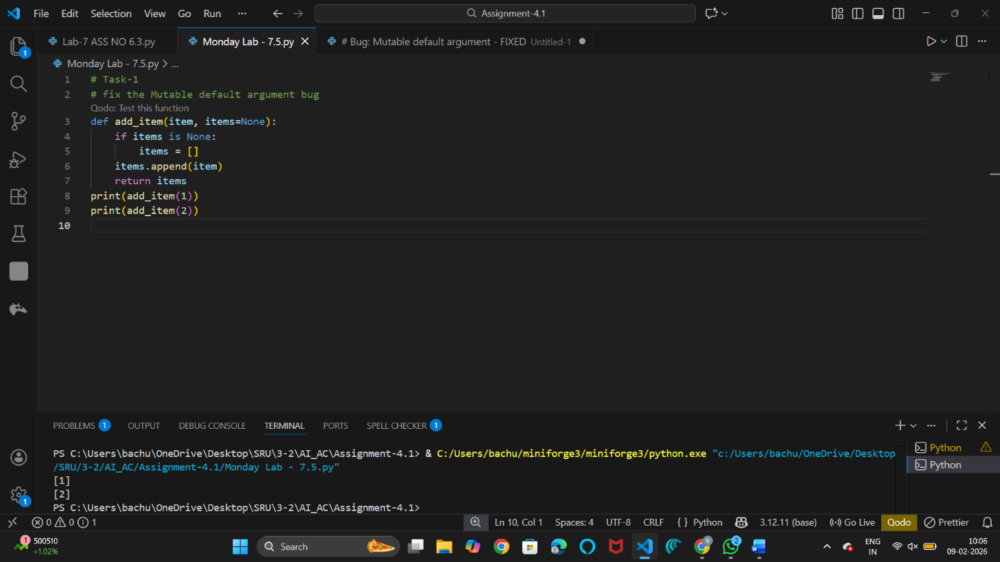 File Edit Selection View Go Run ··· Assignment-4.1
Lab-7 ASS NO 6.3.py Monday Lab - 7.5.py # Bug: Mutable default argument - FIXED Untitled-1
1
Monday Lab - 7.5.py > ...
1 # Task-1
2 # fix the Mutable default argument bug
Qodo: Test this function
3 def add_item(item, items=None):
4 if items is None:
5 items = []
6 items.append(item)
7 return items
8 print(add_item(1))
9 print(add_item(2))
10
PROBLEMS 1 OUTPUT DEBUG CONSOLE TERMINAL PORTS SPELL CHECKER 1
PS C:\Users\bachu\OneDrive\Desktop\SRU\3-2\AI_AC\Assignment-4.1> & C:/Users/bachu/miniforge3/miniforge3/python.exe "c:/Users/bachu/OneDrive/Desktop
/SRU/3-2/AI_AC/Assignment-4.1/Monday Lab - 7.5.py"
[1]
[2]
PS C:\Users\bachu\OneDrive\Desktop\SRU\3-2\AI_AC\Assignment-4.1>
Python
Python
1
0 0 1 Ln 10, Col 1 Spaces: 4 UTF-8 CRLF { } Python 3.12.11 (base) Go Live Qodo Prettier
1 500510
+1.02%
Search
8
2
ENG
IN
10:06
09-02-2026